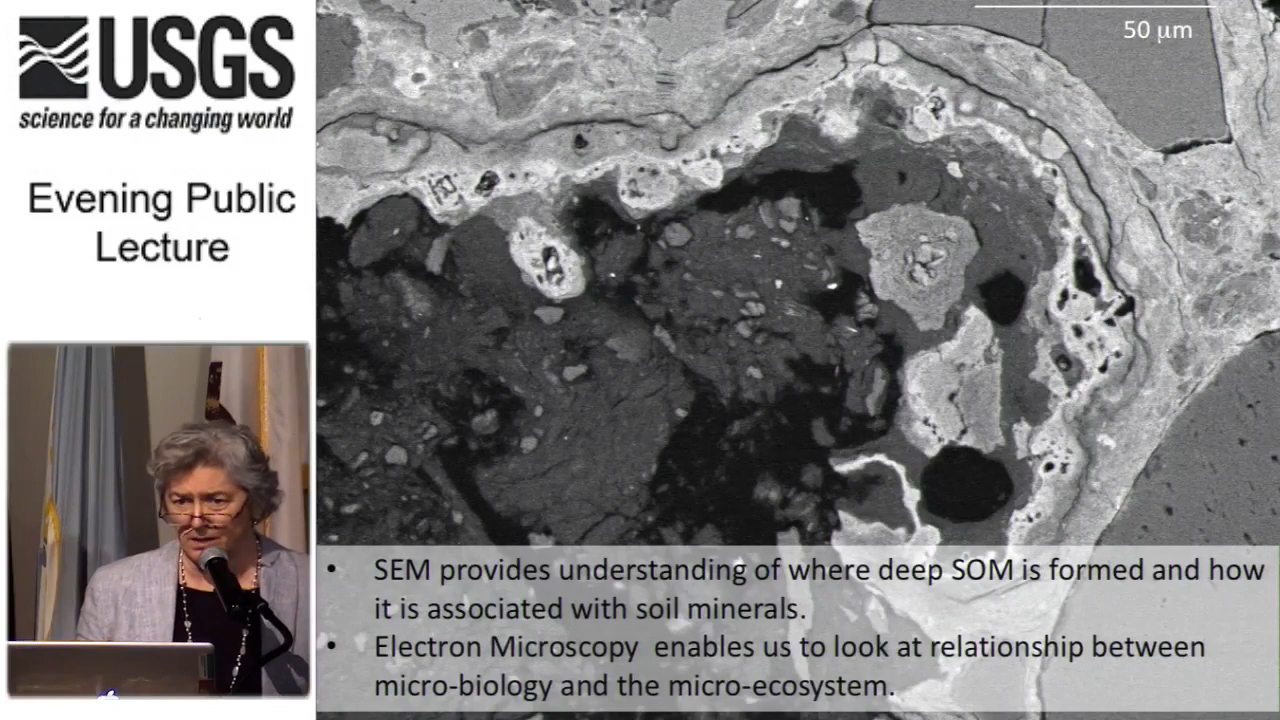 USGS
science for a changing world
Evening Public
Lecture
50 μm
• SEM provides understanding of where deep SOM is formed and how
it is associated with soil minerals.
• Electron Microscopy enables us to look at relationship between
micro-biology and the micro-ecosystem.